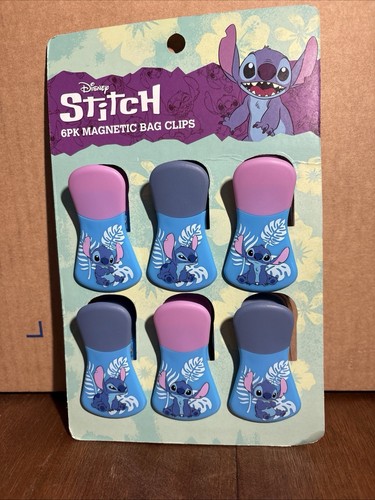 Disney
Stitch
6PK MAGNETIC BAG CLIPS